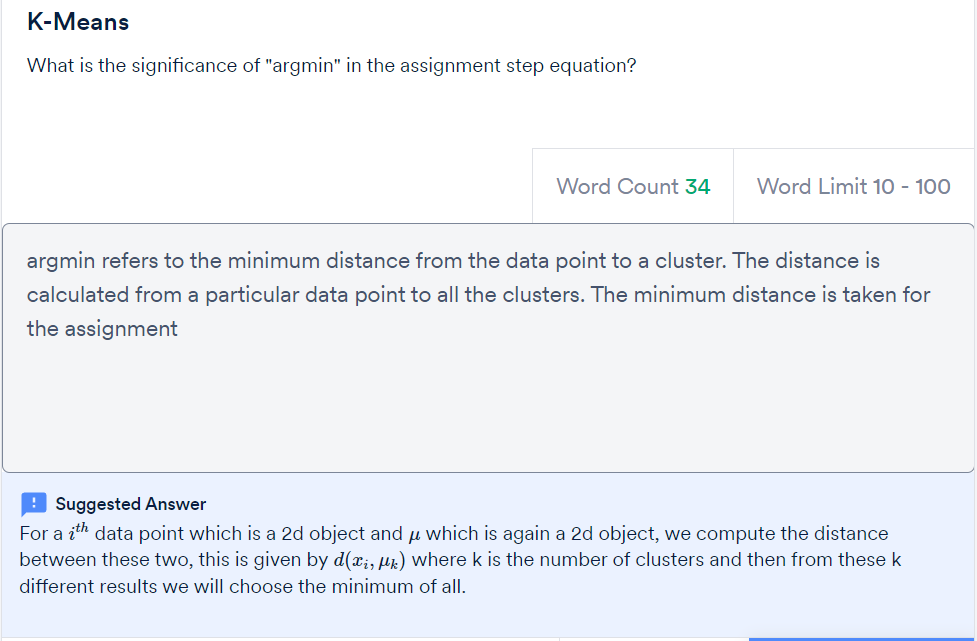 K-Means
What is the significance of "argmin" in the assignment step equation?
Word Count 34
Word Limit 10 - 100
argmin refers to the minimum distance from the data point to a cluster. The distance is
calculated from a particular data point to all the clusters. The minimum distance is taken for
the assignment
Suggested Answer
For a i^{th} data point which is a 2d object and μ which is again a 2d object, we compute the distance
between these two, this is given by d(x_i, μ_k) where k is the number of clusters and then from these k
different results we will choose the minimum of all.